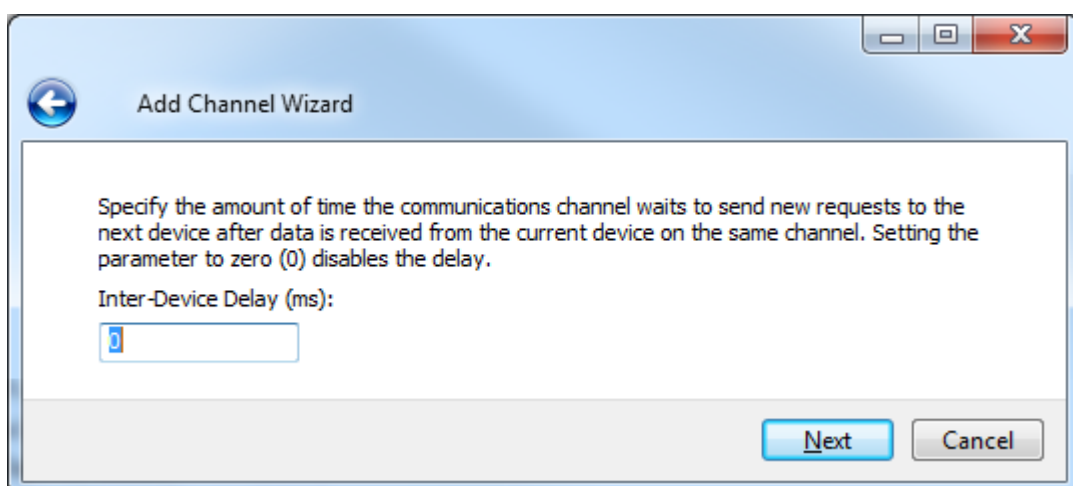 Add Channel Wizard
Specify the amount of time the communications channel waits to send new requests to the
next device after data is received from the current device on the same channel. Setting the
parameter to zero (0) disables the delay.
Inter-Device Delay (ms):
0
Next
Cancel